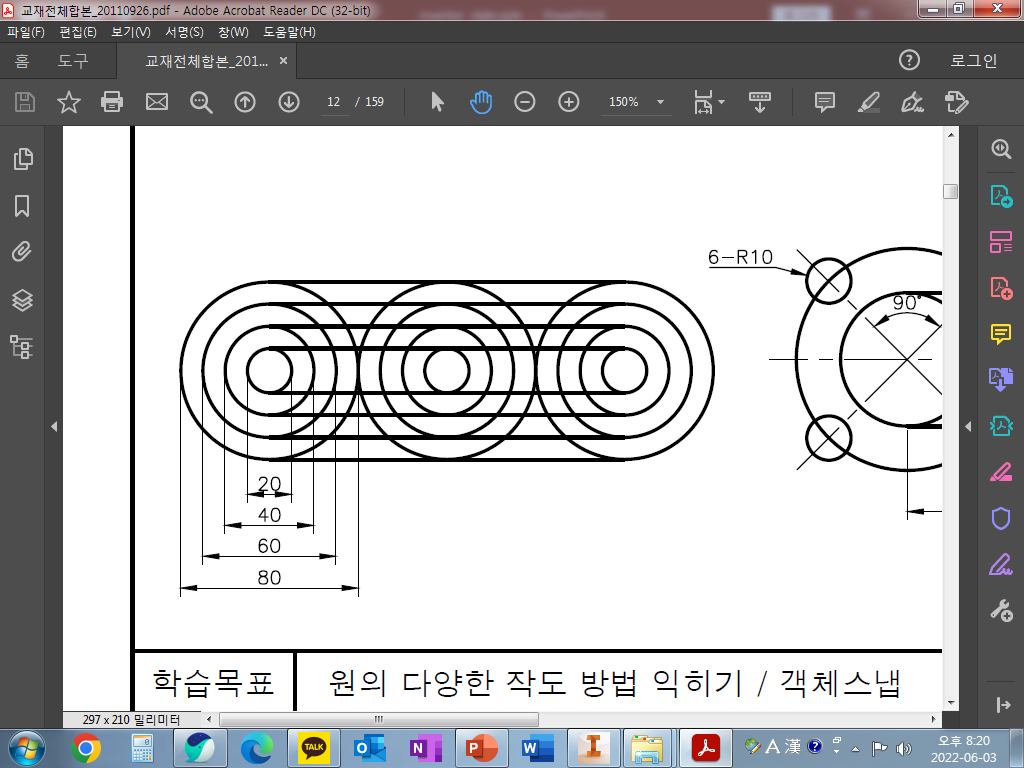 교재전체합본_20110926.pdf - Adobe Acrobat Reader DC (32-bit)
파일(F) 편집(E) 보기(V) 서명(S) 창(W) 도움말(H)
홈 도구 교재전체합본_201... × ? 로그인
12 / 159 150%
6-R10
90°
20
40
60
80
학습목표 원의 다양한 작도 방법 익히기 / 객체스냅
297 x 210 밀리미터
TALK
A 漢 ?
오후 8:20
2022-06-03